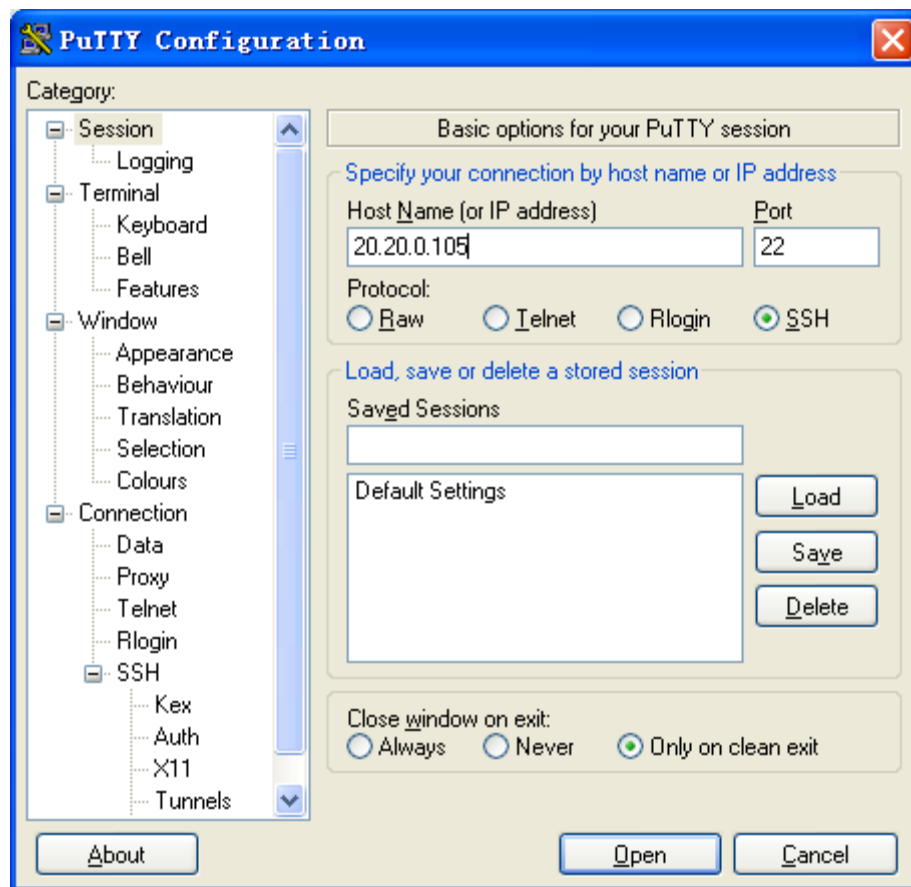 PuTTY Configuration
Category:
Session
Logging
Terminal
Keyboard
Bell
Features
Window
Appearance
Behaviour
Translation
Selection
Colours
Connection
Data
Proxy
Telnet
Rlogin
SSH
Kex
Auth
X11
Tunnels
Basic options for your PuTTY session
Specify your connection by host name or IP address
Host Name (or IP address) Port
20.20.0.105 22
Protocol:
Raw Telnet Rlogin SSH
Load, save or delete a stored session
Saved Sessions
Default Settings
Load
Save
Delete
Close window on exit:
Always Never Only on clean exit
About Open Cancel